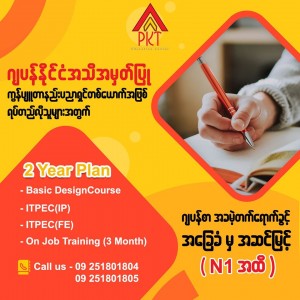 PKT
ဂျပန်နိုင်ငံအသိအမှတ်ပြု
ကွန်ပျူတာနည်းပညာရှင်တစ်ယောက်အဖြစ်
ရပ်တည်လိုသူများအတွက်
2 Year Plan
- Basic DesignCourse
- ITPEC(IP)
- ITPEC(FE)
- On Job Training (3 Month)
Call us - 09 251801804
09 251801805
ဂျပန်စာ အခမဲ့တက်ရောက်ခွင့်
အခြေခံ မှ အဆင့်မြင့်
( N1 အထိ )